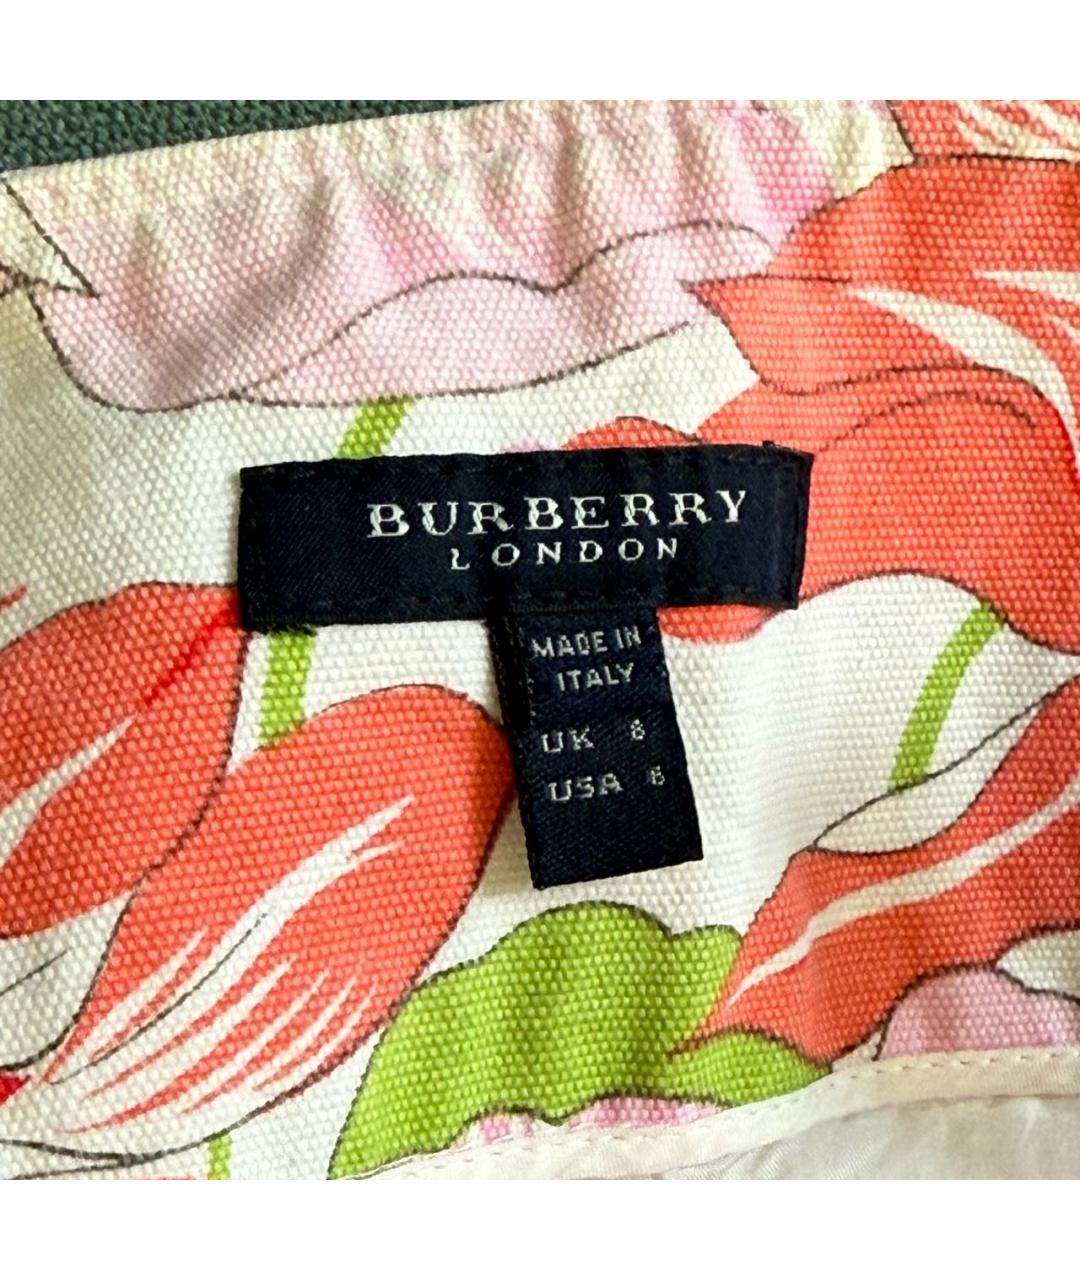 BURBERRY
LONDON
MADE IN
ITALY
UK 8
USA 6